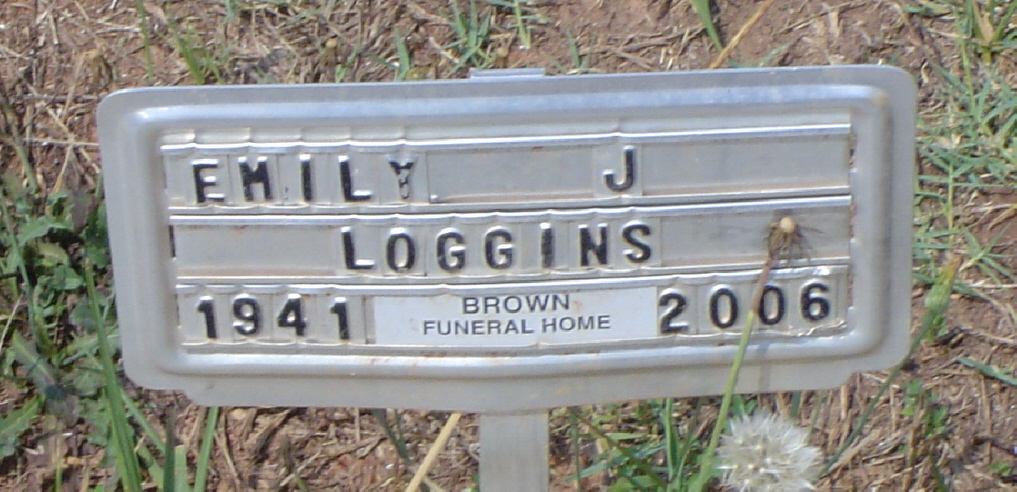 EMILY J
LOGGINS
1941 BROWN 2006
FUNERAL HOME